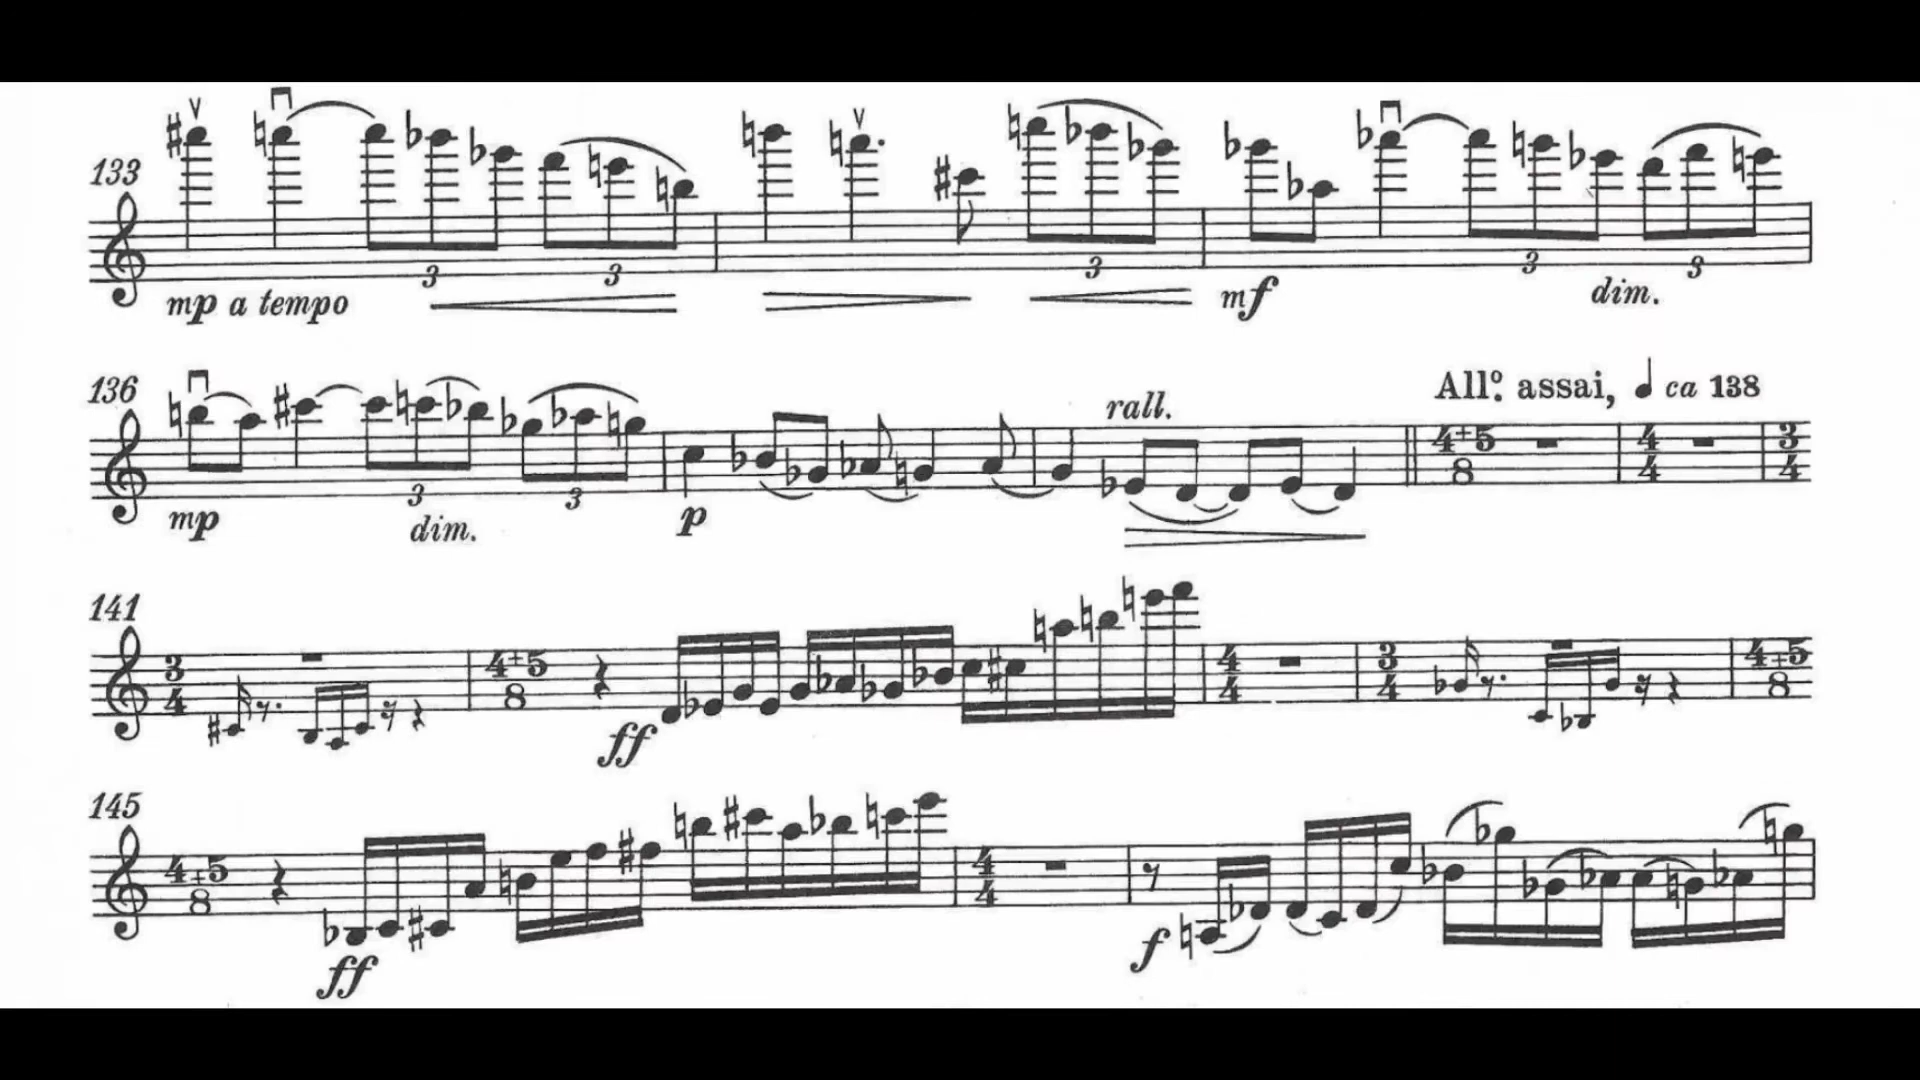 133
3 3 3 3 3
mp a tempo mf dim.
136 All.º assai, ca 138
rall.
4+5 4 3
8 4 4
3 3
mp dim. p
141
3 4+5 4 3 4+5
4 8 4 4 8
ff
145
4+5 4
8 4
ff f